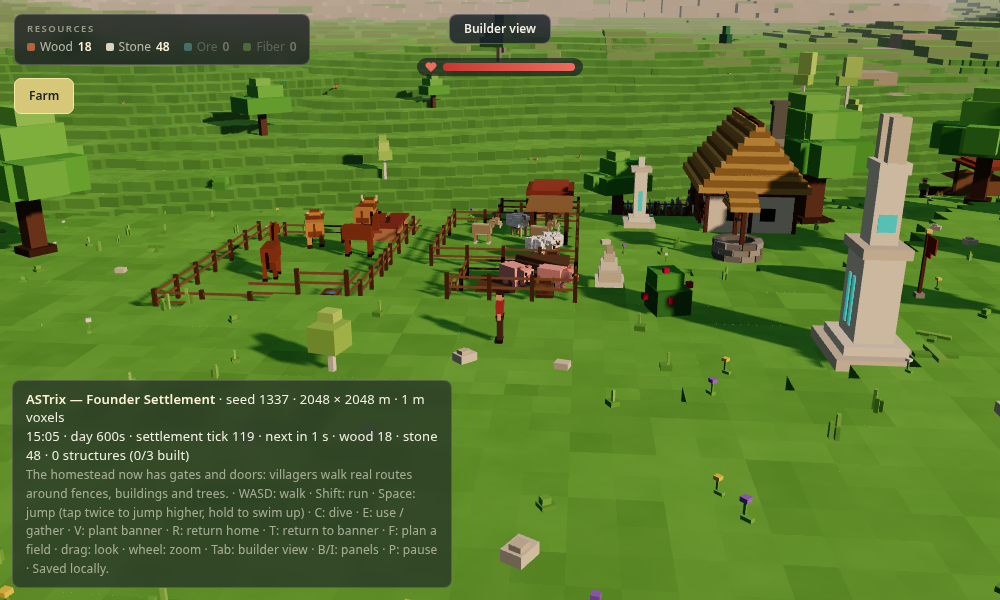 RESOURCES
Wood 18 Stone 48 Ore 0 Fiber 0
Builder view
Farm
ASTrix — Founder Settlement · seed 1337 · 2048 × 2048 m · 1 m
voxels
15:05 · day 600s · settlement tick 119 · next in 1 s · wood 18 · stone
48 · 0 structures (0/3 built)
The homestead now has gates and doors: villagers walk real routes
around fences, buildings and trees. · WASD: walk · Shift: run · Space:
jump (tap twice to jump higher, hold to swim up) · C: dive · E: use /
gather · V: plant banner · R: return home · T: return to banner · F: plan a
field · drag: look · wheel: zoom · Tab: builder view · B/I: panels · P: pause
· Saved locally.